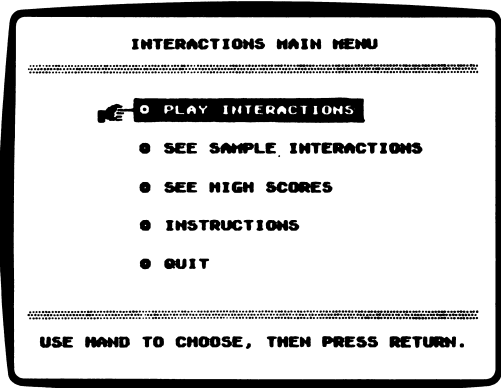 INTERACTIONS MAIN MENU
PLAY INTERACTIONS
SEE SAMPLE INTERACTIONS
SEE HIGH SCORES
INSTRUCTIONS
QUIT
USE HAND TO CHOOSE, THEN PRESS RETURN.